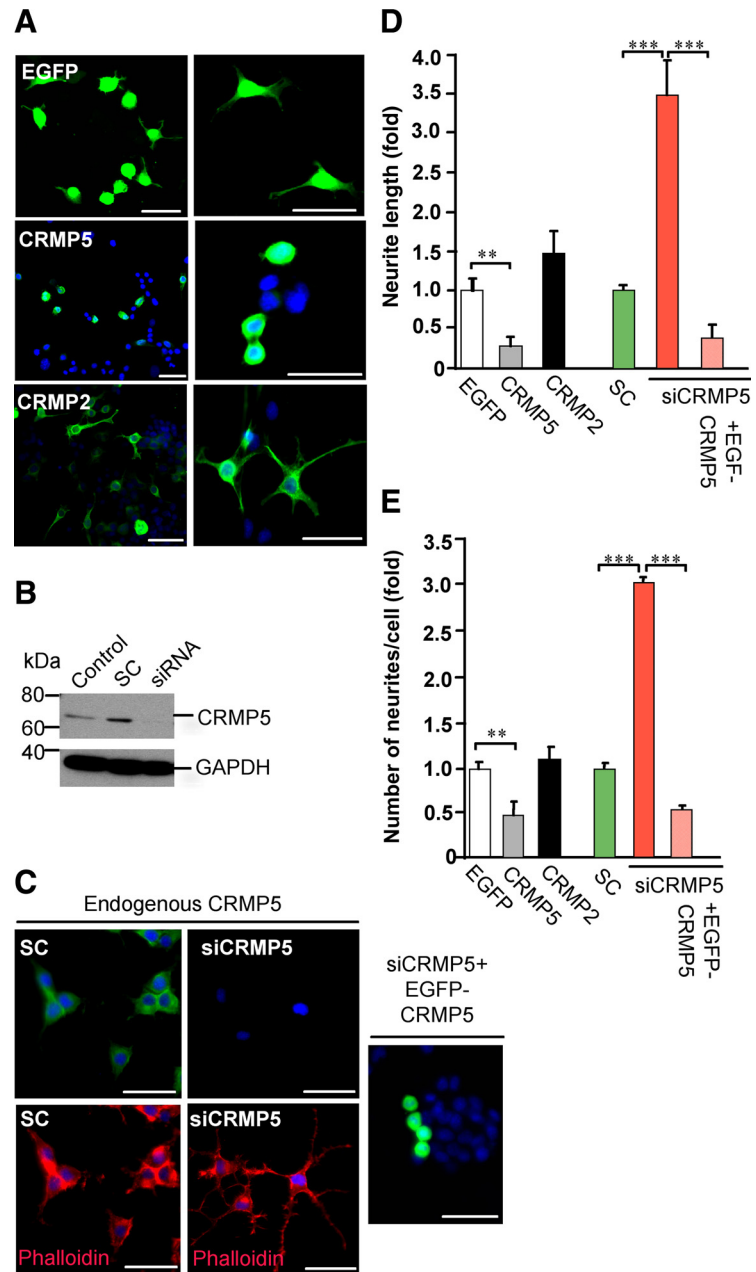 A
EGFP
CRMP5
CRMP2
B
kDa
Control
SC
siRNA
80
60
40
CRMP5
GAPDH
C
Endogenous CRMP5
SC
siCRMP5
SC
siCRMP5
Phalloidin
Phalloidin
siCRMP5+
EGFP-
CRMP5
D
Neurite length (fold)
4.0
3.5
3.0
2.5
2.0
1.5
1.0
0.5
0
**
***
***
EGFP
CRMP5
CRMP2
SC
siCRMP5
+EGF-
CRMP5
E
Number of neurites/cell (fold)
3.5
3.0
2.0
1.5
1.0
0.5
0
**
***
***
EGFP
CRMP5
CRMP2
SC
siCRMP5
+EGFP-
CRMP5